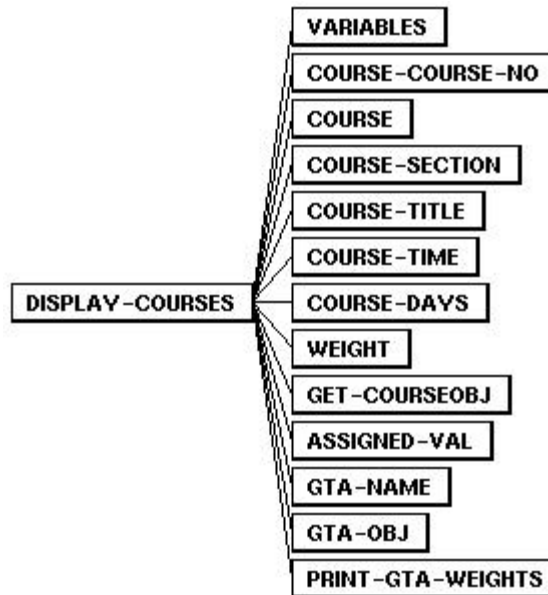 VARIABLES
COURSE-COURSE-NO
COURSE
COURSE-SECTION
COURSE-TITLE
COURSE-TIME
DISPLAY-COURSES
COURSE-DAYS
WEIGHT
GET-COURSEOBJ
ASSIGNED-VAL
GTA-NAME
GTA-OBJ
PRINT-GTA-WEIGHTS